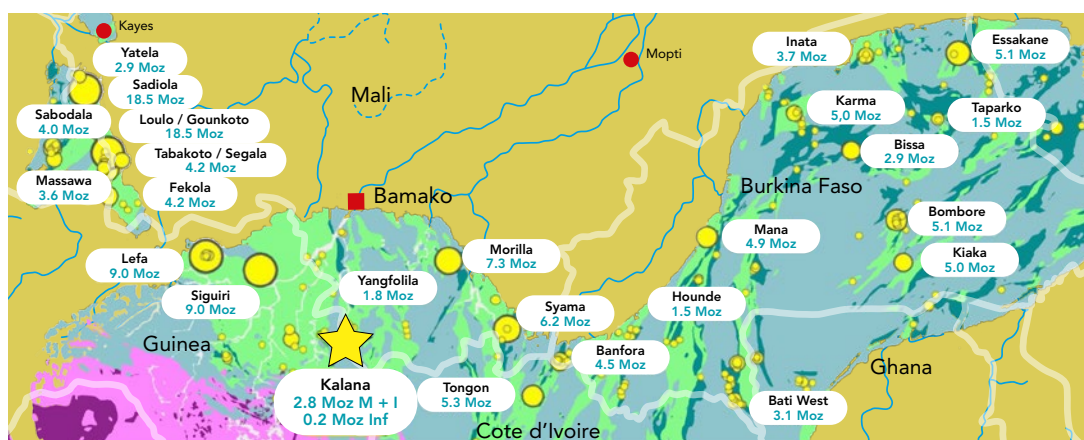 Kayes
Yatela
2.9 Moz
Sadiola
18.5 Moz
Sabodala
4.0 Moz
Loulo / Gounkoto
18.5 Moz
Tabakoto / Segala
4.2 Moz
Massawa
3.6 Moz
Fekola
4.2 Moz
Mali
Mopti
Inata
3.7 Moz
Essakane
5.1 Moz
Karma
5,0 Moz
Taparko
1.5 Moz
Bissa
2.9 Moz
Burkina Faso
Bamako
Bombore
5.1 Moz
Mana
4.9 Moz
Kiaka
5.0 Moz
Lefa
9.0 Moz
Morilla
7.3 Moz
Siguiri
9.0 Moz
Yangfolila
1.8 Moz
Hounde
1.5 Moz
Syama
6.2 Moz
Guinea
Banfora
4.5 Moz
Ghana
Kalana
2.8 Moz M + I
0.2 Moz Inf
Tongon
5.3 Moz
Bati West
3.1 Moz
Cote d'Ivoire